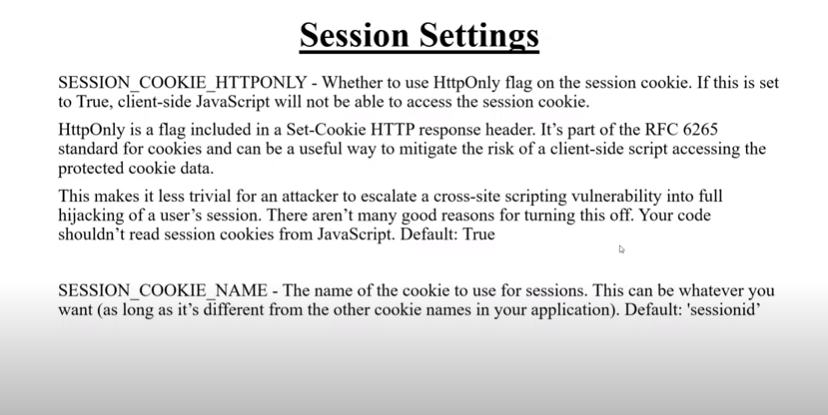 Session Settings
SESSION_COOKIE_HTTPONLY - Whether to use HttpOnly flag on the session cookie. If this is set
to True, client-side JavaScript will not be able to access the session cookie.
HttpOnly is a flag included in a Set-Cookie HTTP response header. It’s part of the RFC 6265
standard for cookies and can be a useful way to mitigate the risk of a client-side script accessing the
protected cookie data.
This makes it less trivial for an attacker to escalate a cross-site scripting vulnerability into full
hijacking of a user’s session. There aren’t many good reasons for turning this off. Your code
shouldn’t read session cookies from JavaScript. Default: True
SESSION_COOKIE_NAME - The name of the cookie to use for sessions. This can be whatever you
want (as long as it’s different from the other cookie names in your application). Default: 'sessionid’